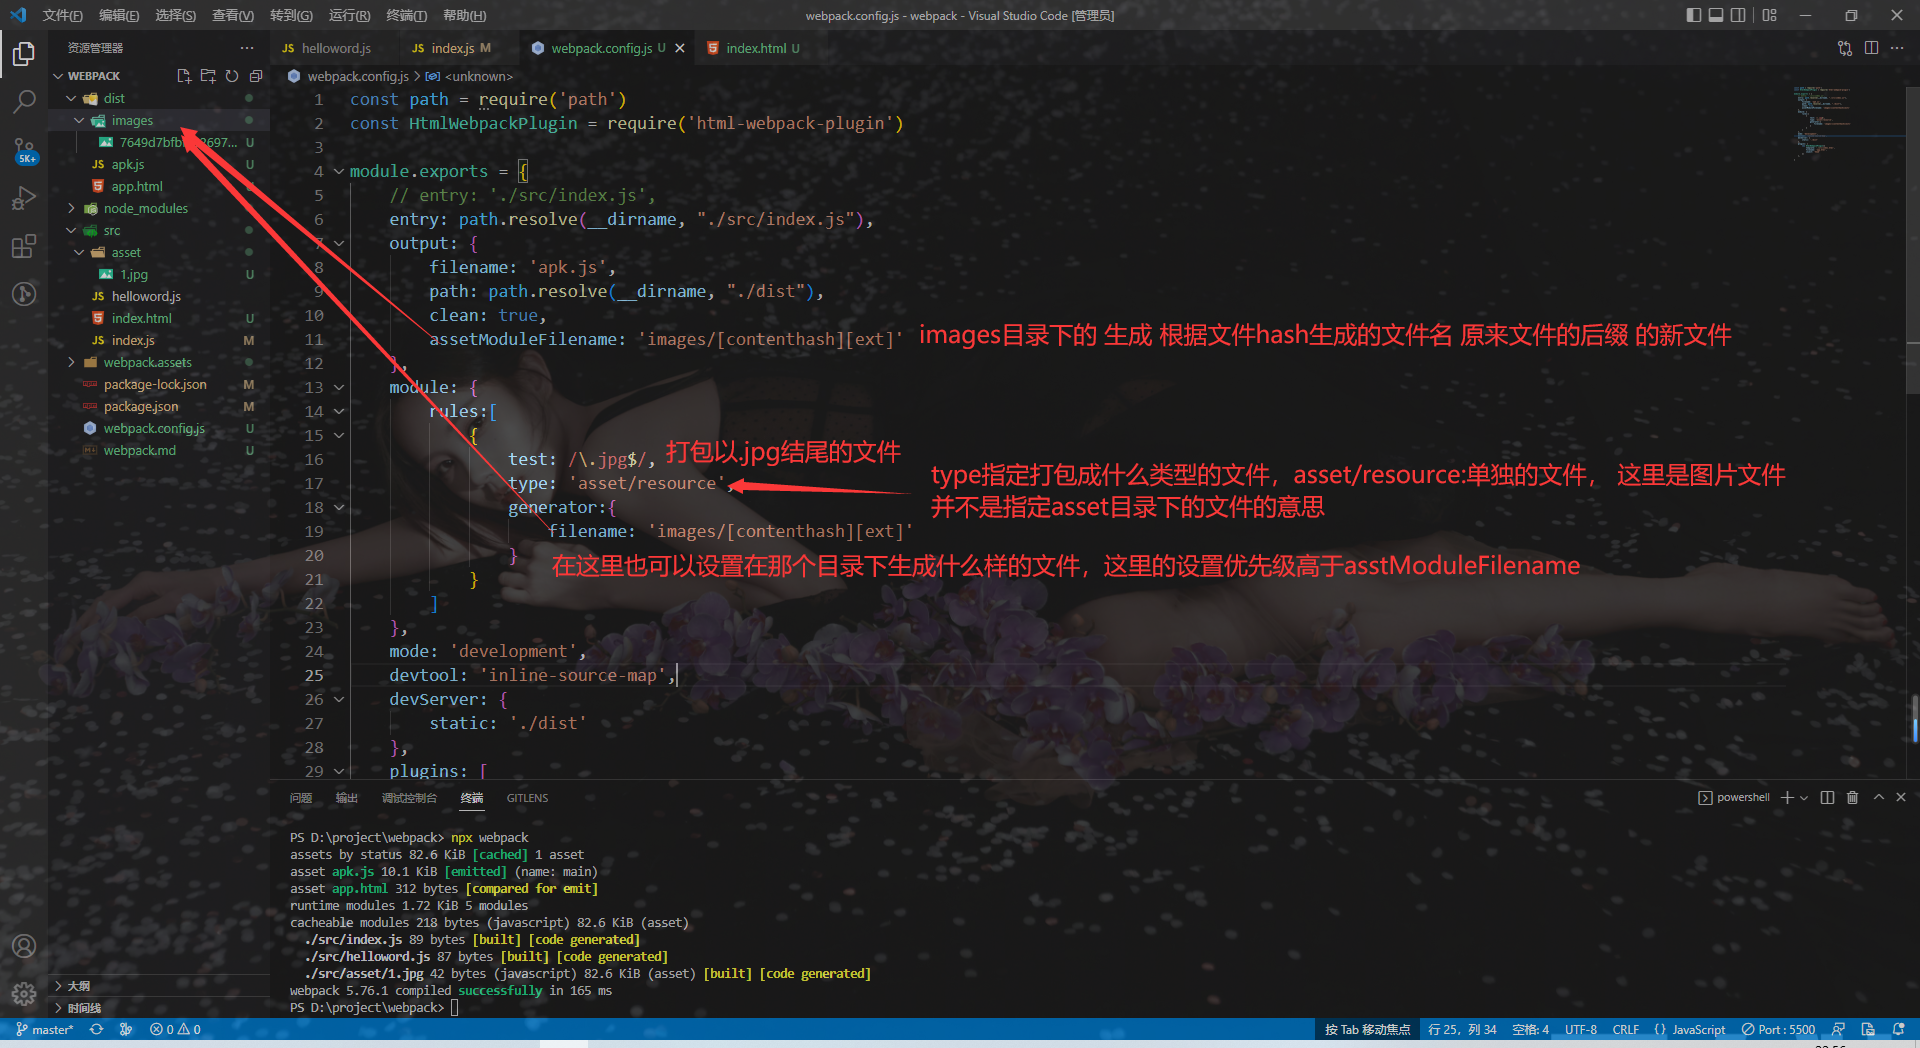 文件(F) 编辑(E) 选择(S) 查看(V) 转到(G) 运行(R) 终端(T) 帮助(H)
webpack.config.js - webpack - Visual Studio Code [管理员]
资源管理器
WEBPACK
dist
images
7649d7bfb
2697... U
apk.js U
app.html
node_modules
src
asset
1.jpg U
helloword.js
index.html U
index.js M
webpack.assets
package-lock.json M
package.json M
webpack.config.js U
webpack.md U
5K+
大纲
时间线
helloword.js
index.js M
webpack.config.js U
index.html U
webpack.config.js > <unknown>
1 const path = require('path')
2 const HtmlWebpackPlugin = require('html-webpack-plugin')
3
4 module.exports = {
5 // entry: './src/index.js',
6 entry: path.resolve(__dirname, "./src/index.js"),
7 output: {
8 filename: 'apk.js',
9 path: path.resolve(__dirname, "./dist"),
10 clean: true,
11 assetModuleFilename: 'images/[contenthash][ext]'
images目录下的 生成 根据文件hash生成的文件名 原来文件的后缀 的新文件
12 },
13 module: {
14 rules:[
15 {
16 test: /\.jpg$/,
打包以.jpg结尾的文件
17 type: 'asset/resource',
type指定打包成什么类型的文件，asset/resource:单独的文件， 这里是图片文件
并不是指定asset目录下的文件的意思
18 generator:{
19 filename: 'images/[contenthash][ext]'
20 }
在这里也可以设置在那个目录下生成什么样的文件，这里的设置优先级高于asstModuleFilename
21 }
22 ]
23 },
24 mode: 'development',
25 devtool: 'inline-source-map',
26 devServer: {
27 static: './dist'
28 },
29 plugins: [
问题 输出 调试控制台 终端 GITLENS
powershell
PS D:\project\webpack> npx webpack
assets by status 82.6 KiB [cached] 1 asset
asset apk.js 10.1 KiB [emitted] (name: main)
asset app.html 312 bytes [compared for emit]
runtime modules 1.72 KiB 5 modules
cacheable modules 218 bytes (javascript) 82.6 KiB (asset)
./src/index.js 89 bytes [built] [code generated]
./src/helloword.js 87 bytes [built] [code generated]
./src/asset/1.jpg 42 bytes (javascript) 82.6 KiB (asset) [built] [code generated]
webpack 5.76.1 compiled successfully in 165 ms
PS D:\project\webpack>
master* 0 0 按 Tab 移动焦点 行 25，列 34 空格: 4 UTF-8 CRLF {} JavaScript Port : 5500